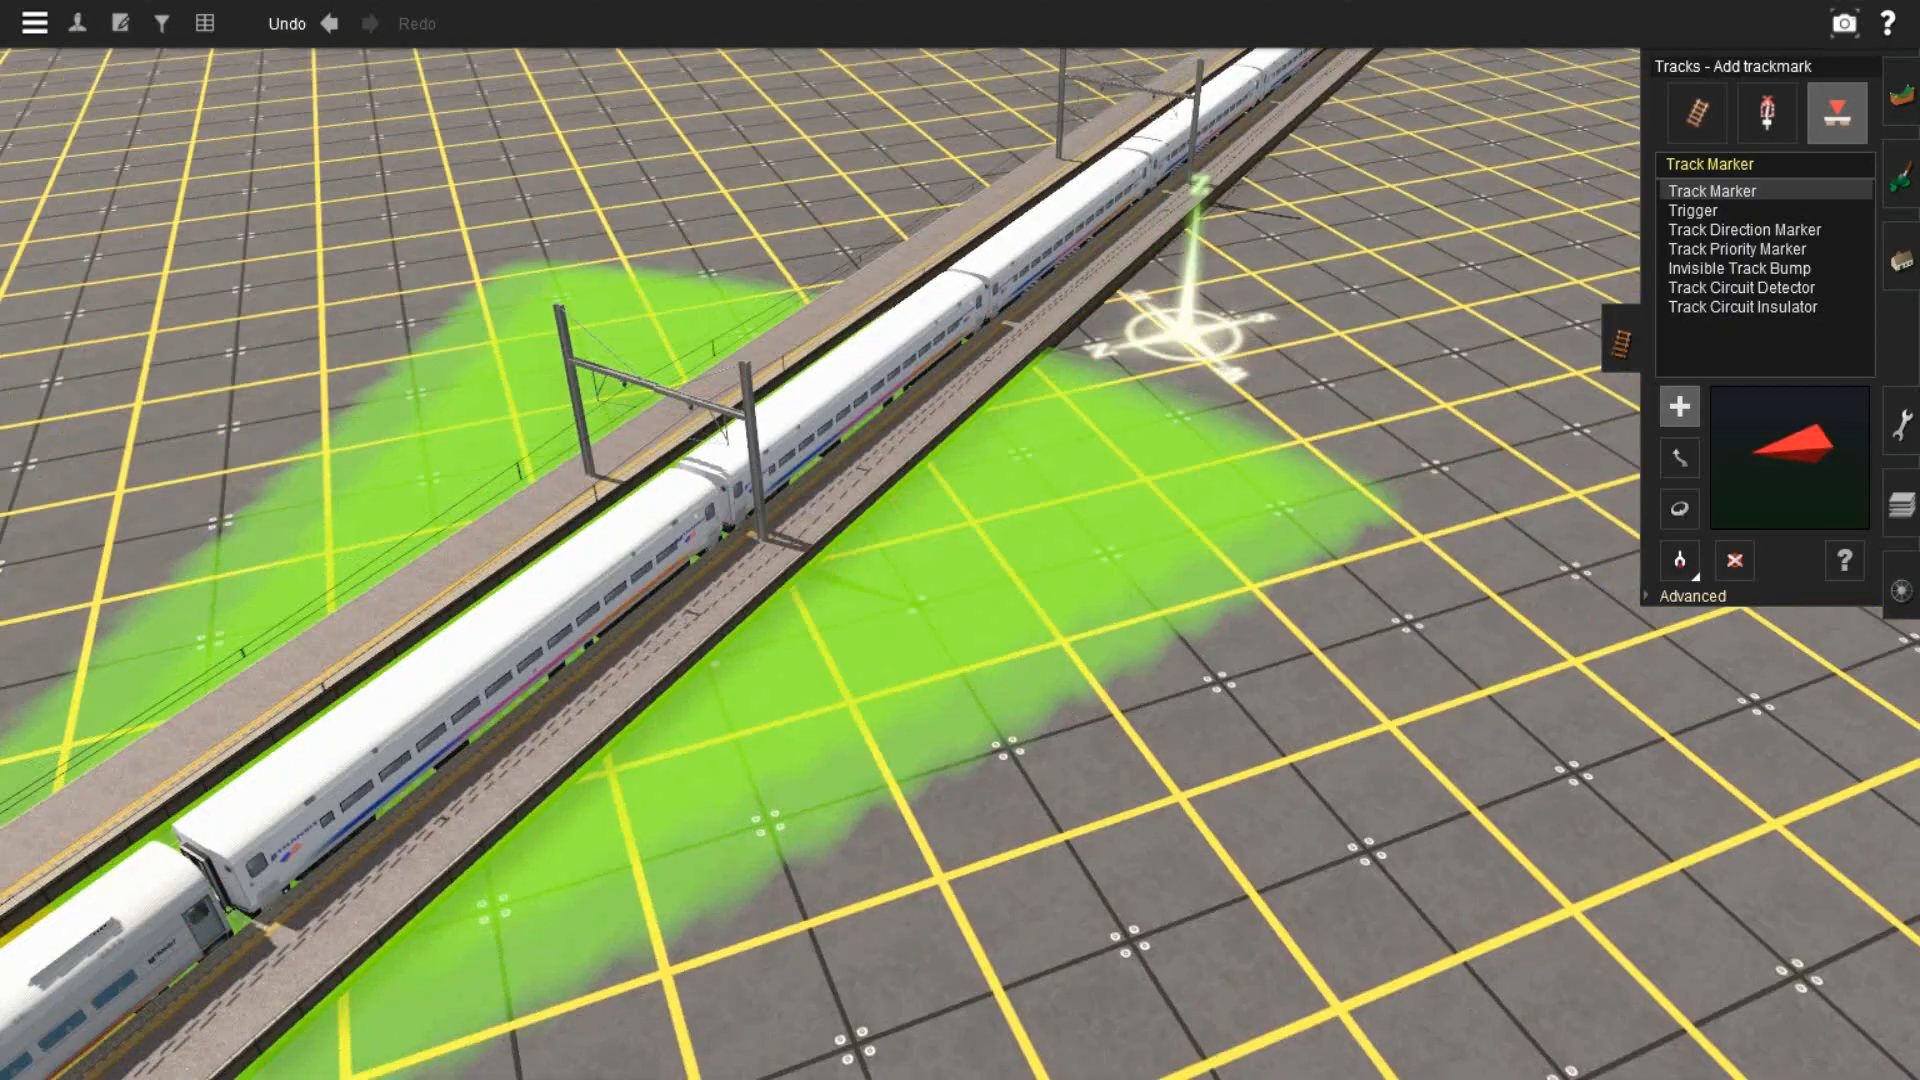 Undo
Redo
?
Tracks - Add trackmark
Track Marker
Track Marker
Trigger
Track Direction Marker
Track Priority Marker
Invisible Track Bump
Track Circuit Detector
Track Circuit Insulator
?
Advanced
N